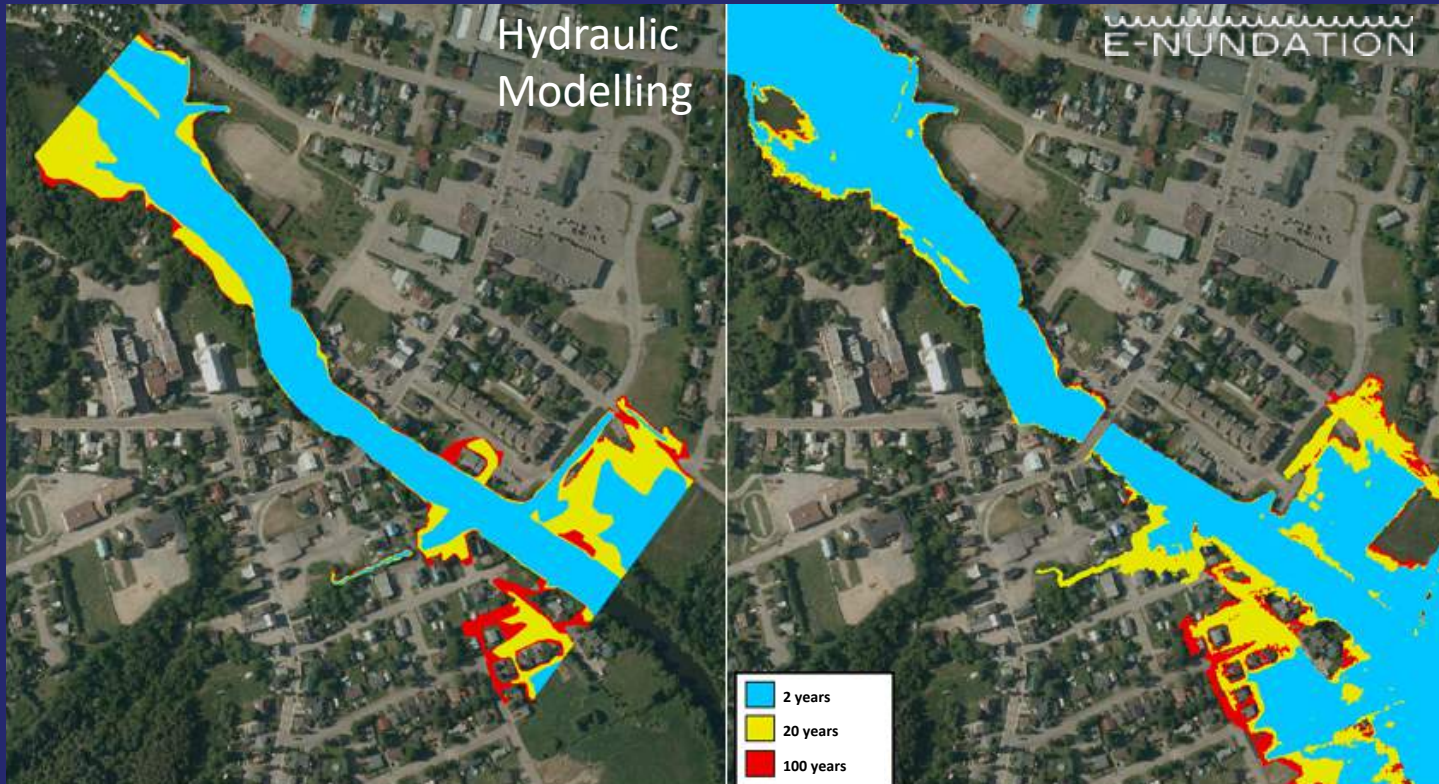 Hydraulic
Modelling
E-NUNDATION
2 years
20 years
100 years